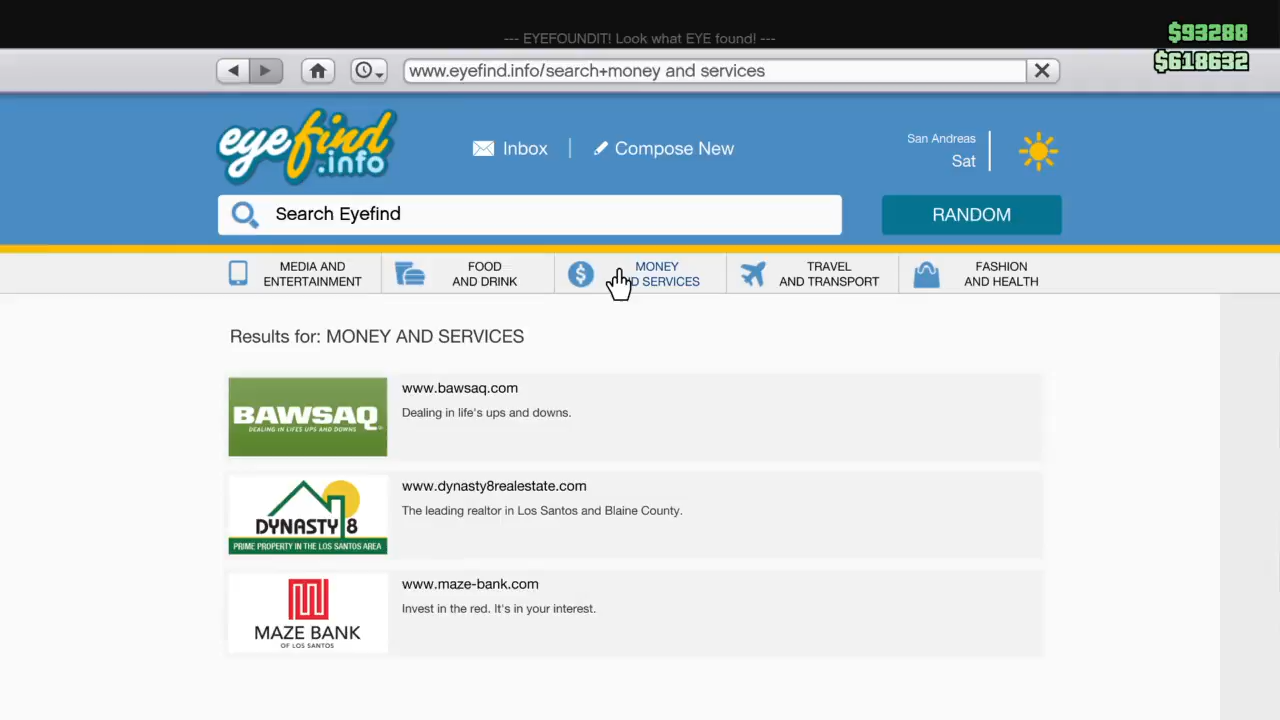 --- EYEFOUNDIT! Look what EYE found! ---
$93288
$618632
www.eyefind.info/search+money and services
eyefind
.info
Inbox
Compose New
San Andreas
Sat
Search Eyefind
RANDOM
MEDIA AND
ENTERTAINMENT
FOOD
AND DRINK
MONEY
AND SERVICES
TRAVEL
AND TRANSPORT
FASHION
AND HEALTH
Results for: MONEY AND SERVICES
BAWSAQ
DEALING IN LIFES UPS AND DOWNS
www.bawsaq.com
Dealing in life's ups and downs.
DYNASTY 8
PRIME PROPERTY IN THE LOS SANTOS AREA
www.dynasty8realestate.com
The leading realtor in Los Santos and Blaine County.
MAZE BANK
OF LOS SANTOS
www.maze-bank.com
Invest in the red. It's in your interest.